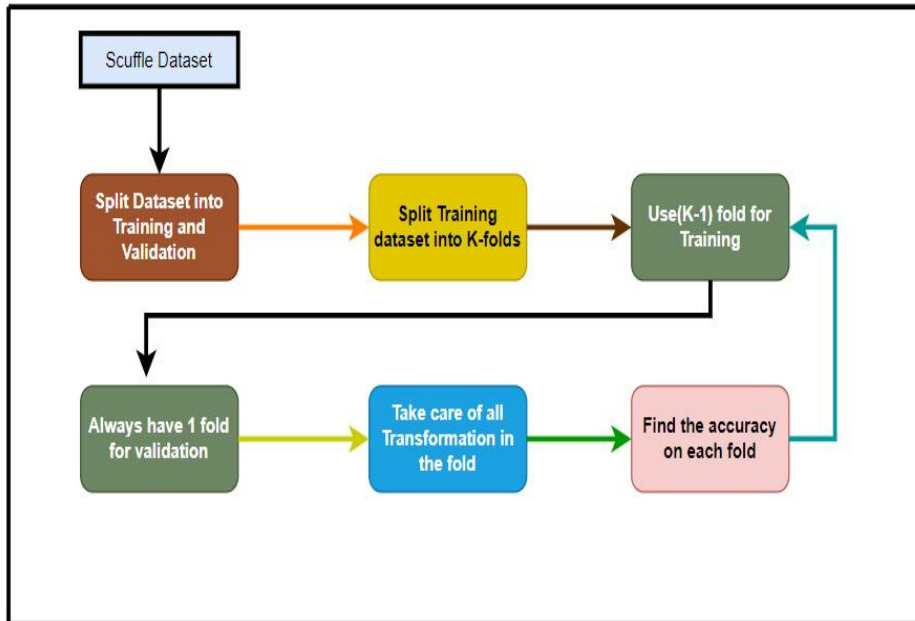 Scuffle Dataset
Split Dataset into
Training and
Validation
Split Training
dataset into K-folds
Use(K-1) fold for
Training
Always have 1 fold
for validation
Take care of all
Transformation in
the fold
Find the accuracy
on each fold